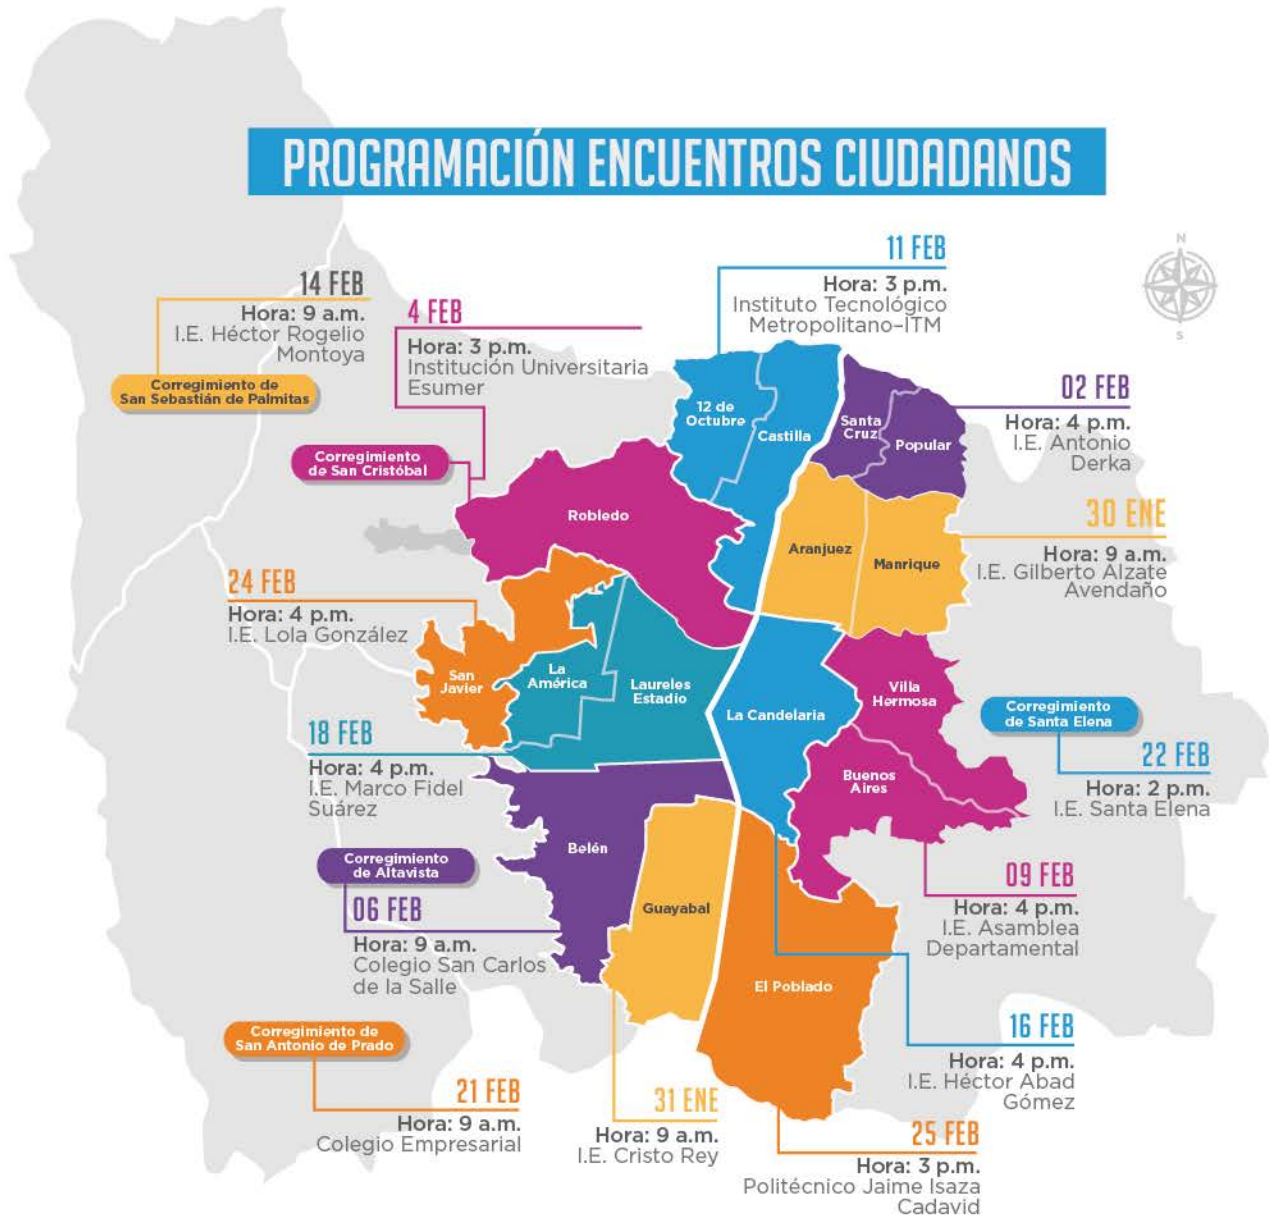 PROGRAMACIÓN ENCUENTROS CIUDADANOS
N
S
11 FEB
Hora: 3 p.m.
Instituto Tecnológico
Metropolitano–ITM
14 FEB
Hora: 9 a.m.
I.E. Héctor Rogelio
Montoya
Corregimiento de
San Sebastián de Palmitas
4 FEB
Hora: 3 p.m.
Institución Universitaria
Esumer
Corregimiento
de San Cristóbal
02 FEB
Hora: 4 p.m.
I.E. Antonio
Derka
12 de
Octubre
Castilla
Santa
Cruz
Popular
Robledo
Aranjuez
Manrique
30 ENE
Hora: 9 a.m.
I.E. Gilberto Alzate
Avendaño
24 FEB
Hora: 4 p.m.
I.E. Lola González
San
Javier
La
América
Laureles
Estadio
La Candelaria
Villa
Hermosa
Corregimiento
de Santa Elena
22 FEB
Hora: 2 p.m.
I.E. Santa Elena
18 FEB
Hora: 4 p.m.
I.E. Marco Fidel
Suárez
Buenos
Aires
Belén
Corregimiento
de Altavista
06 FEB
Hora: 9 a.m.
Colegio San Carlos
de la Salle
Guayabal
09 FEB
Hora: 4 p.m.
I.E. Asamblea
Departamental
El Poblado
Corregimiento de
San Antonio de Prado
21 FEB
Hora: 9 a.m.
Colegio Empresarial
31 ENE
Hora: 9 a.m.
I.E. Cristo Rey
16 FEB
Hora: 4 p.m.
I.E. Héctor Abad
Gómez
25 FEB
Hora: 3 p.m.
Politécnico Jaime Isaza
Cadavid